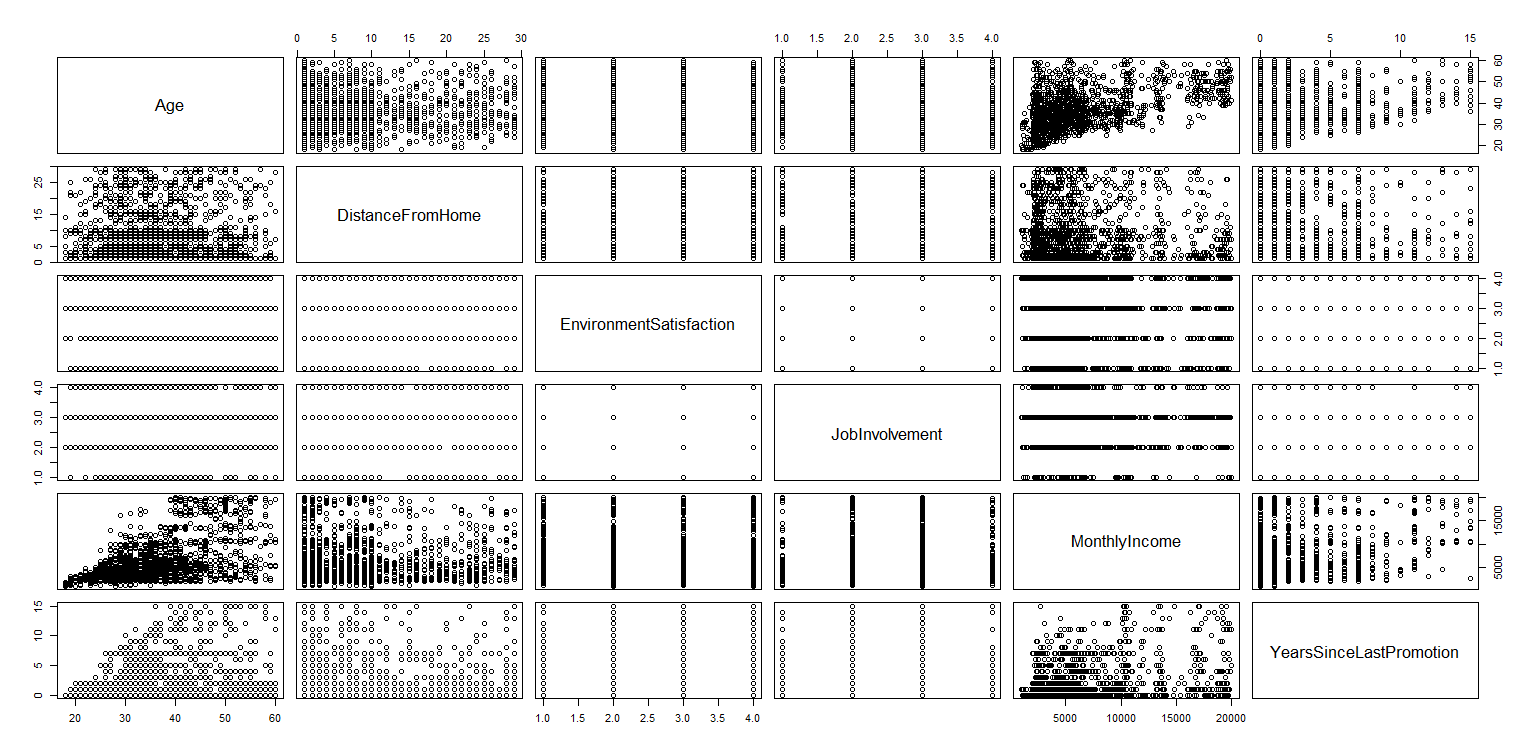 0 5 10 15 20 25 30
1.0 1.5 2.0 2.5 3.0 3.5 4.0
0 5 10 15
Age
20 30 40 50 60
0 5 15 25
DistanceFromHome
EnvironmentSatisfaction
1.0 2.0 3.0 4.0
1.0 2.0 3.0 4.0
JobInvolvement
MonthlyIncome
5000 15000
0 5 10 15
YearsSinceLastPromotion
20 30 40 50 60
1.0 1.5 2.0 2.5 3.0 3.5 4.0
5000 10000 15000 20000